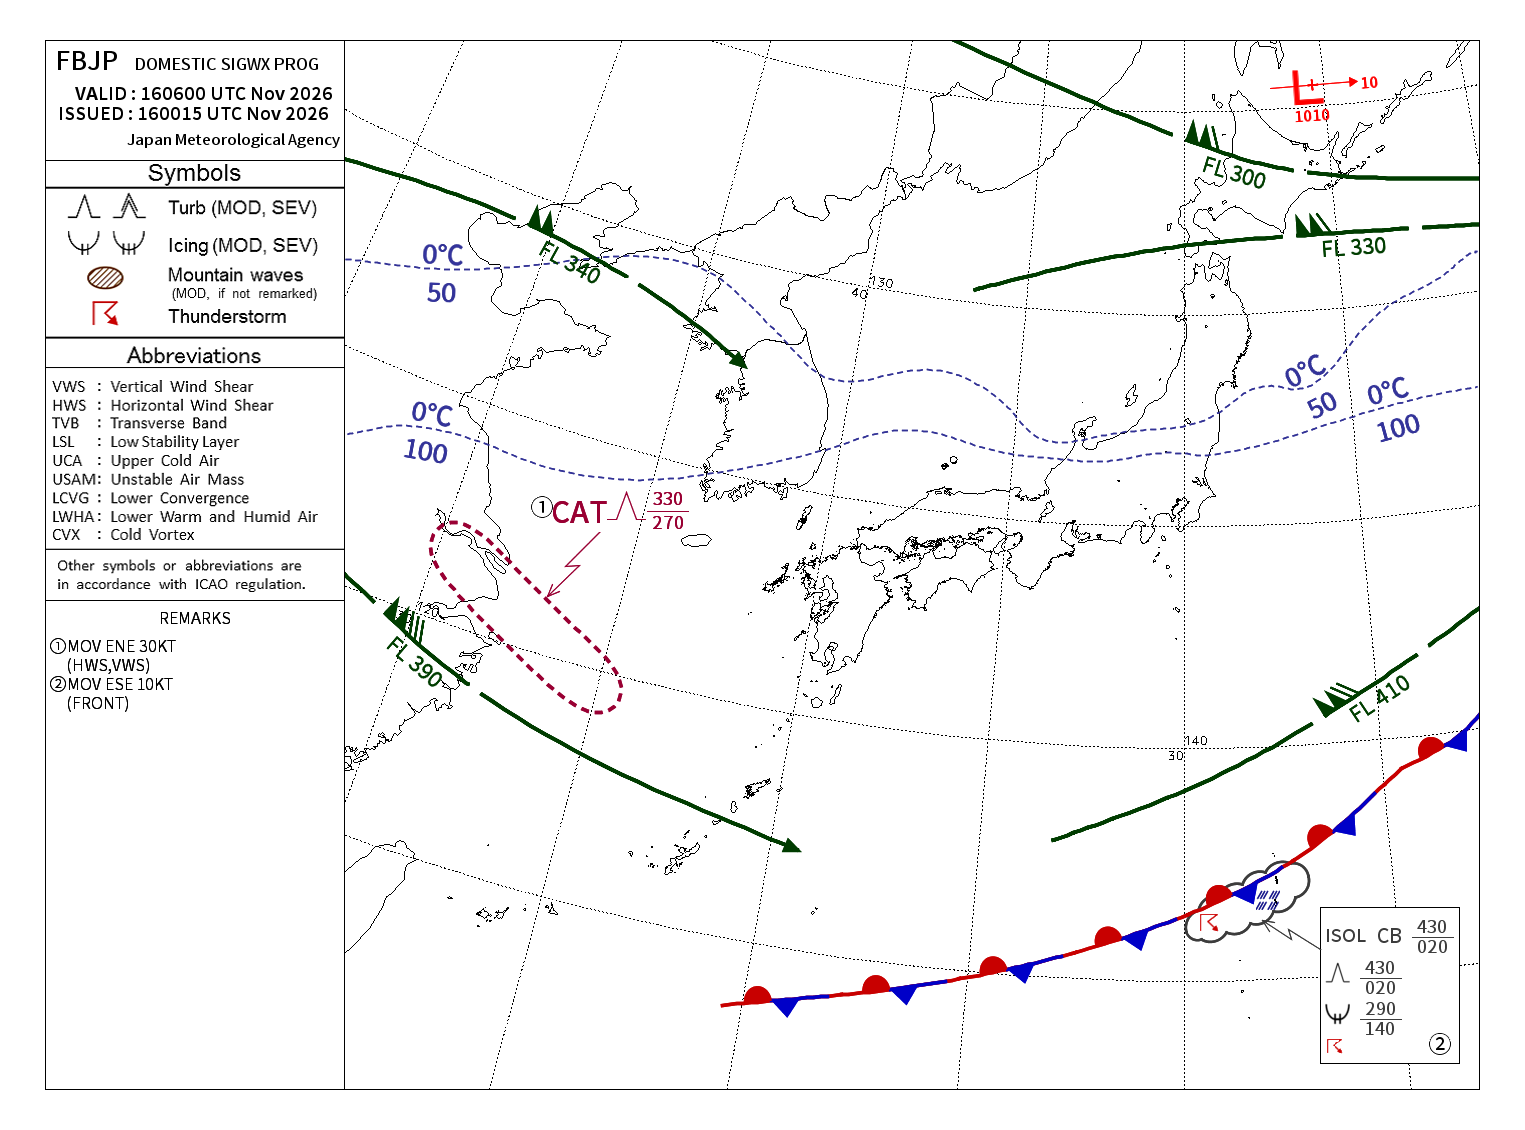 FBJP DOMESTIC SIGWX PROG
VALID : 160600 UTC Nov 2026
ISSUED : 160015 UTC Nov 2026
Japan Meteorological Agency
Symbols
Turb (MOD, SEV)
Icing (MOD, SEV)
Mountain waves
(MOD, if not remarked)
Thunderstorm
Abbreviations
VWS : Vertical Wind Shear
HWS : Horizontal Wind Shear
TVB : Transverse Band
LSL : Low Stability Layer
UCA : Upper Cold Air
USAM: Unstable Air Mass
LCVG : Lower Convergence
LWHA: Lower Warm and Humid Air
CVX : Cold Vortex
Other symbols or abbreviations are
in accordance with ICAO regulation.
REMARKS
①MOV ENE 30KT
(HWS,VWS)
②MOV ESE 10KT
(FRONT)
L
10
1010
FL 300
FL 330
FL 340
0°C
50
130
40
0°C
50
0°C
100
0°C
100
①CAT 330
270
120
FL 390
FL 410
140
30
ISOL CB 430
020
430
020
290
140
②